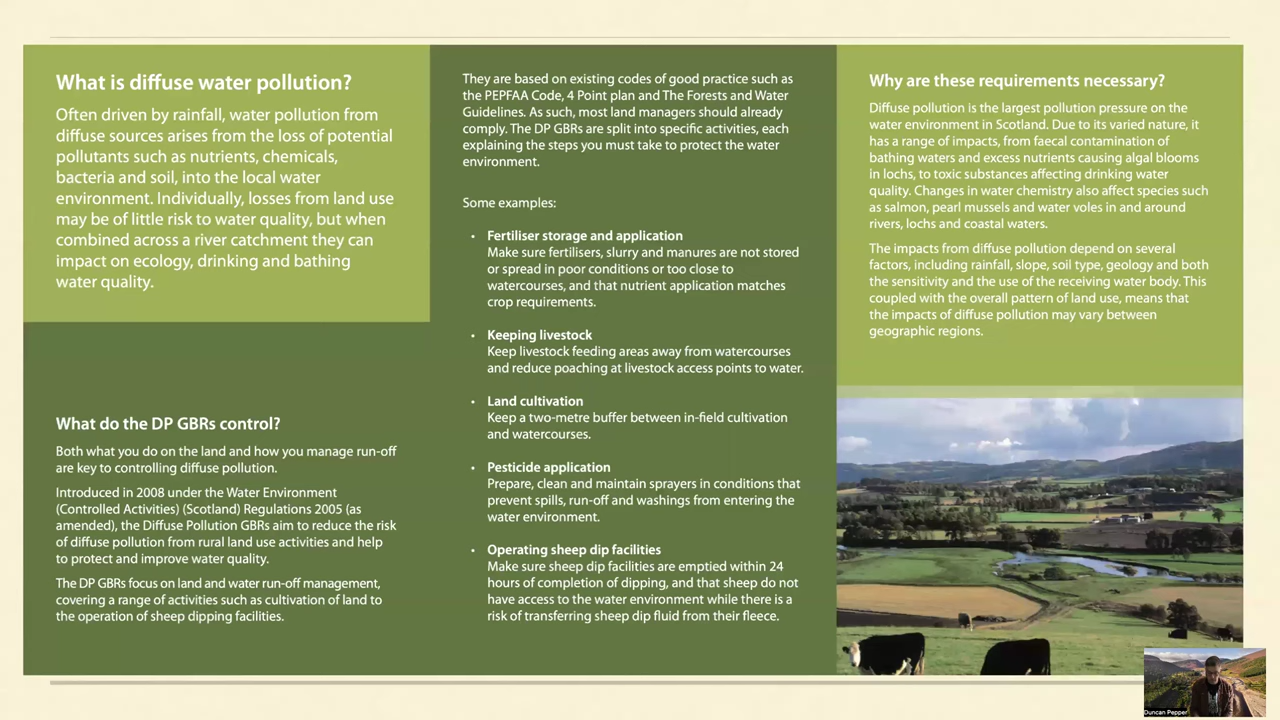 What is diffuse water pollution?
Often driven by rainfall, water pollution from
diffuse sources arises from the loss of potential
pollutants such as nutrients, chemicals,
bacteria and soil, into the local water
environment. Individually, losses from land use
may be of little risk to water quality, but when
combined across a river catchment they can
impact on ecology, drinking and bathing
water quality.
What do the DP GBRs control?
Both what you do on the land and how you manage run-off
are key to controlling diffuse pollution.
Introduced in 2008 under the Water Environment
(Controlled Activities) (Scotland) Regulations 2005 (as
amended), the Diffuse Pollution GBRs aim to reduce the risk
of diffuse pollution from rural land use activities and help
to protect and improve water quality.
The DP GBRs focus on land and water run-off management,
covering a range of activities such as cultivation of land to
the operation of sheep dipping facilities.
They are based on existing codes of good practice such as
the PEPFAA Code, 4 Point plan and The Forests and Water
Guidelines. As such, most land managers should already
comply. The DP GBRs are split into specific activities, each
explaining the steps you must take to protect the water
environment.
Some examples:
• Fertiliser storage and application
Make sure fertilisers, slurry and manures are not stored
or spread in poor conditions or too close to
watercourses, and that nutrient application matches
crop requirements.
• Keeping livestock
Keep livestock feeding areas away from watercourses
and reduce poaching at livestock access points to water.
• Land cultivation
Keep a two-metre buffer between in-field cultivation
and watercourses.
• Pesticide application
Prepare, clean and maintain sprayers in conditions that
prevent spills, run-off and washings from entering the
water environment.
• Operating sheep dip facilities
Make sure sheep dip facilities are emptied within 24
hours of completion of dipping, and that sheep do not
have access to the water environment while there is a
risk of transferring sheep dip fluid from their fleece.
Why are these requirements necessary?
Diffuse pollution is the largest pollution pressure on the
water environment in Scotland. Due to its varied nature, it
has a range of impacts, from faecal contamination of
bathing waters and excess nutrients causing algal blooms
in lochs, to toxic substances affecting drinking water
quality. Changes in water chemistry also affect species such
as salmon, pearl mussels and water voles in and around
rivers, lochs and coastal waters.
The impacts from diffuse pollution depend on several
factors, including rainfall, slope, soil type, geology and both
the sensitivity and the use of the receiving water body. This
coupled with the overall pattern of land use, means that
the impacts of diffuse pollution may vary between
geographic regions.
Duncan Pepper